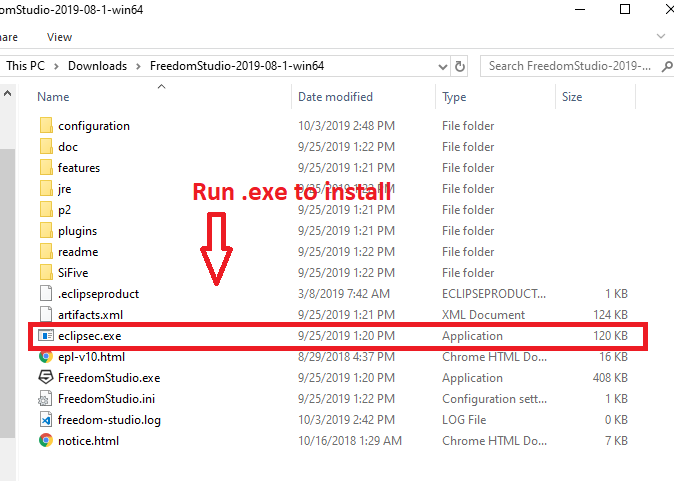 are View
This PC > Downloads > FreedomStudio-2019-08-1-win64 Search FreedomStudio-2019-...
Name Date modified Type Size
configuration 10/3/2019 2:48 PM File folder
doc 9/25/2019 1:22 PM File folder
features 9/25/2019 1:21 PM File folder
jre 9/25/2019 1:22 PM File folder
Run .exe to install
p2 9/25/2019 1:21 PM File folder
plugins 9/25/2019 1:21 PM File folder
readme 9/25/2019 1:22 PM File folder
SiFive 9/25/2019 1:22 PM File folder
.eclipseproduct 3/8/2019 7:42 AM ECLIPSEPRODUCT... 1 KB
artifacts.xml 9/25/2019 1:21 PM XML Document 124 KB
eclipsec.exe 9/25/2019 1:20 PM Application 120 KB
epl-v10.html 8/29/2018 4:37 PM Chrome HTML Do... 16 KB
FreedomStudio.exe 9/25/2019 1:20 PM Application 408 KB
FreedomStudio.ini 9/25/2019 1:21 PM Configuration sett... 1 KB
freedom-studio.log 10/3/2019 2:42 PM LOG File 0 KB
notice.html 10/16/2018 1:29 AM Chrome HTML Do... 7 KB